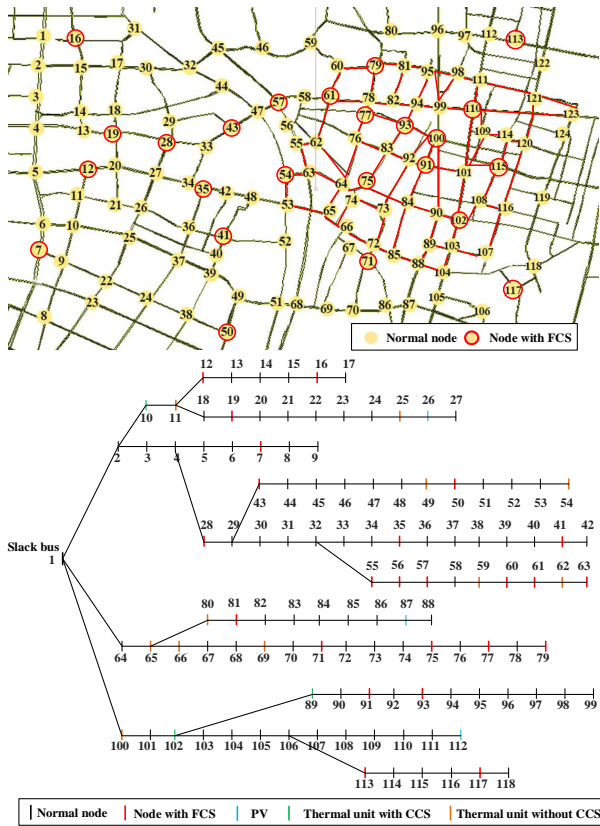 31 80 96 97 112 113
1 16 45 46 59 122
2 15 17 30 32 60 79 81 95 98 111
3 44 57 58 61 78 82 94 99 110 121 123
14 18 29 47 56 77 93 109 114 124
4 13 19 28 43 33 55 62 76 83 100 120
5 12 20 27 54 63 75 92 91 101 115
11 21 26 34 35 42 48 53 64 74 84 108 119
6 10 25 36 41 65 73 90 102 116
7 9 40 52 66 72 89 103 107
37 67 71 85 88 104 118
22 39 105 117
8 23 24 38 49 51 68 69 70 86 87 106
50
Normal node Node with FCS
12 13 14 15 16 17
10 11 18 19 20 21 22 23 24 25 26 27
2 3 4 5 6 7 8 9
43 44 45 46 47 48 49 50 51 52 53 54
28 29 30 31 32 33 34 35 36 37 38 39 40 41 42
Slack bus
1
55 56 57 58 59 60 61 62 63
80 81 82 83 84 85 86 87 88
64 65 66 67 68 69 70 71 72 73 74 75 76 77 78 79
89 90 91 92 93 94 95 96 97 98 99
100 101 102 103 104 105 106 107 108 109 110 111 112
113 114 115 116 117 118
Normal node Node with FCS PV Thermal unit with CCS Thermal unit without CCS